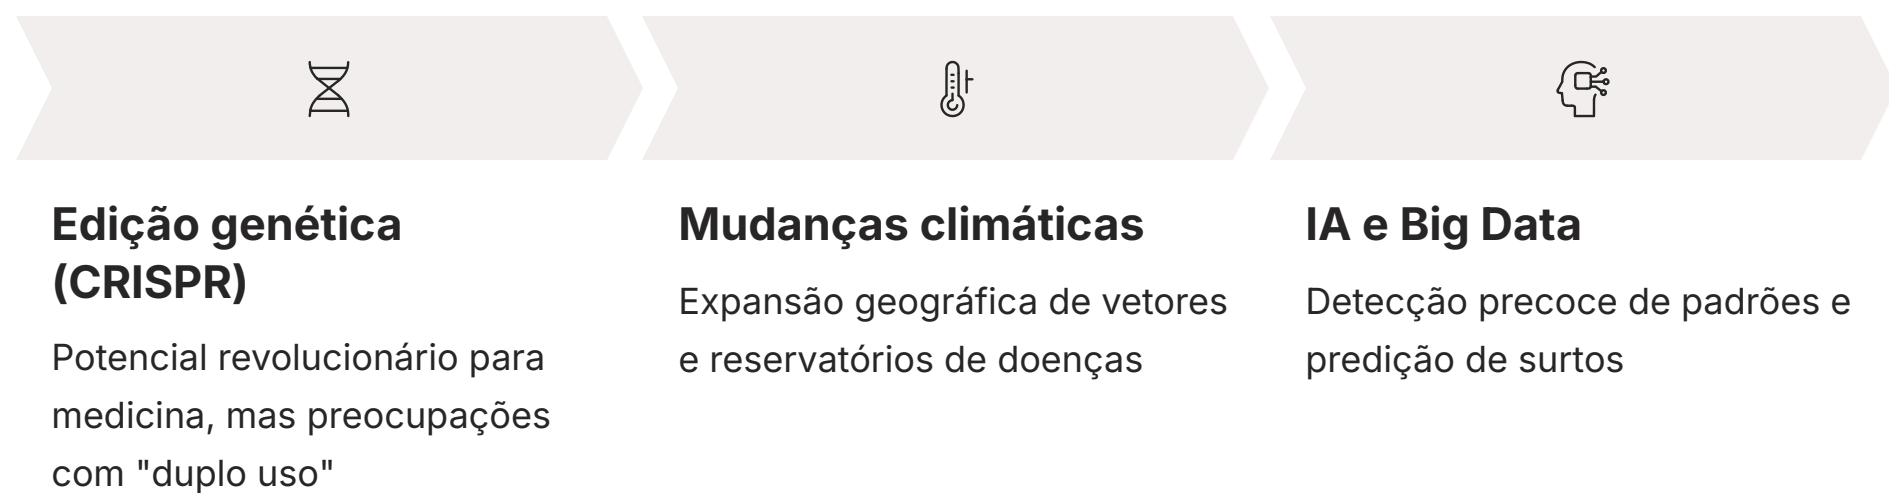 Edição genética
(CRISPR)
Potencial revolucionário para
medicina, mas preocupações
com "duplo uso"
Mudanças climáticas
Expansão geográfica de vetores
e reservatórios de doenças
IA e Big Data
Detecção precoce de padrões e
predição de surtos